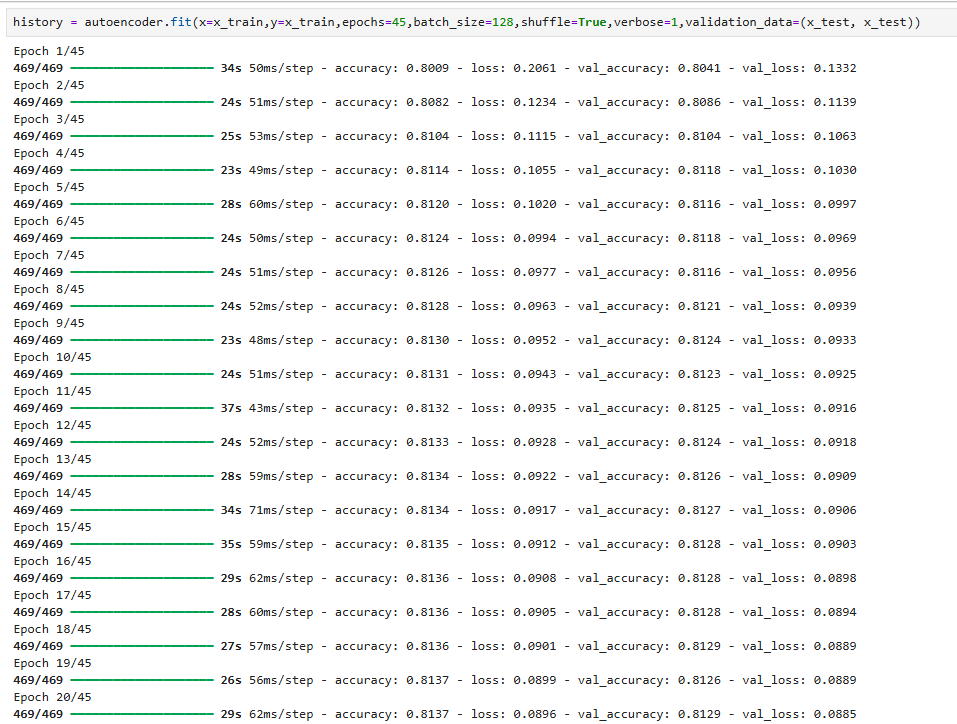 history = autoencoder.fit(x=x_train,y=x_train,epochs=45,batch_size=128,shuffle=True,verbose=1,validation_data=(x_test, x_test))
Epoch 1/45
469/469 ━━━━━━━━━━━━━━━━━━━━ 34s 50ms/step - accuracy: 0.8009 - loss: 0.2061 - val_accuracy: 0.8041 - val_loss: 0.1332
Epoch 2/45
469/469 ━━━━━━━━━━━━━━━━━━━━ 24s 51ms/step - accuracy: 0.8082 - loss: 0.1234 - val_accuracy: 0.8086 - val_loss: 0.1139
Epoch 3/45
469/469 ━━━━━━━━━━━━━━━━━━━━ 25s 53ms/step - accuracy: 0.8104 - loss: 0.1115 - val_accuracy: 0.8104 - val_loss: 0.1063
Epoch 4/45
469/469 ━━━━━━━━━━━━━━━━━━━━ 23s 49ms/step - accuracy: 0.8114 - loss: 0.1055 - val_accuracy: 0.8118 - val_loss: 0.1030
Epoch 5/45
469/469 ━━━━━━━━━━━━━━━━━━━━ 28s 60ms/step - accuracy: 0.8120 - loss: 0.1020 - val_accuracy: 0.8116 - val_loss: 0.0997
Epoch 6/45
469/469 ━━━━━━━━━━━━━━━━━━━━ 24s 50ms/step - accuracy: 0.8124 - loss: 0.0994 - val_accuracy: 0.8118 - val_loss: 0.0969
Epoch 7/45
469/469 ━━━━━━━━━━━━━━━━━━━━ 24s 51ms/step - accuracy: 0.8126 - loss: 0.0977 - val_accuracy: 0.8116 - val_loss: 0.0956
Epoch 8/45
469/469 ━━━━━━━━━━━━━━━━━━━━ 24s 52ms/step - accuracy: 0.8128 - loss: 0.0963 - val_accuracy: 0.8121 - val_loss: 0.0939
Epoch 9/45
469/469 ━━━━━━━━━━━━━━━━━━━━ 23s 48ms/step - accuracy: 0.8130 - loss: 0.0952 - val_accuracy: 0.8124 - val_loss: 0.0933
Epoch 10/45
469/469 ━━━━━━━━━━━━━━━━━━━━ 24s 51ms/step - accuracy: 0.8131 - loss: 0.0943 - val_accuracy: 0.8123 - val_loss: 0.0925
Epoch 11/45
469/469 ━━━━━━━━━━━━━━━━━━━━ 37s 43ms/step - accuracy: 0.8132 - loss: 0.0935 - val_accuracy: 0.8125 - val_loss: 0.0916
Epoch 12/45
469/469 ━━━━━━━━━━━━━━━━━━━━ 24s 52ms/step - accuracy: 0.8133 - loss: 0.0928 - val_accuracy: 0.8124 - val_loss: 0.0918
Epoch 13/45
469/469 ━━━━━━━━━━━━━━━━━━━━ 28s 59ms/step - accuracy: 0.8134 - loss: 0.0922 - val_accuracy: 0.8126 - val_loss: 0.0909
Epoch 14/45
469/469 ━━━━━━━━━━━━━━━━━━━━ 34s 71ms/step - accuracy: 0.8134 - loss: 0.0917 - val_accuracy: 0.8127 - val_loss: 0.0906
Epoch 15/45
469/469 ━━━━━━━━━━━━━━━━━━━━ 35s 59ms/step - accuracy: 0.8135 - loss: 0.0912 - val_accuracy: 0.8128 - val_loss: 0.0903
Epoch 16/45
469/469 ━━━━━━━━━━━━━━━━━━━━ 29s 62ms/step - accuracy: 0.8136 - loss: 0.0908 - val_accuracy: 0.8128 - val_loss: 0.0898
Epoch 17/45
469/469 ━━━━━━━━━━━━━━━━━━━━ 28s 60ms/step - accuracy: 0.8136 - loss: 0.0905 - val_accuracy: 0.8128 - val_loss: 0.0894
Epoch 18/45
469/469 ━━━━━━━━━━━━━━━━━━━━ 27s 57ms/step - accuracy: 0.8136 - loss: 0.0901 - val_accuracy: 0.8129 - val_loss: 0.0889
Epoch 19/45
469/469 ━━━━━━━━━━━━━━━━━━━━ 26s 56ms/step - accuracy: 0.8137 - loss: 0.0899 - val_accuracy: 0.8126 - val_loss: 0.0889
Epoch 20/45
469/469 ━━━━━━━━━━━━━━━━━━━━ 29s 62ms/step - accuracy: 0.8137 - loss: 0.0896 - val_accuracy: 0.8129 - val_loss: 0.0885